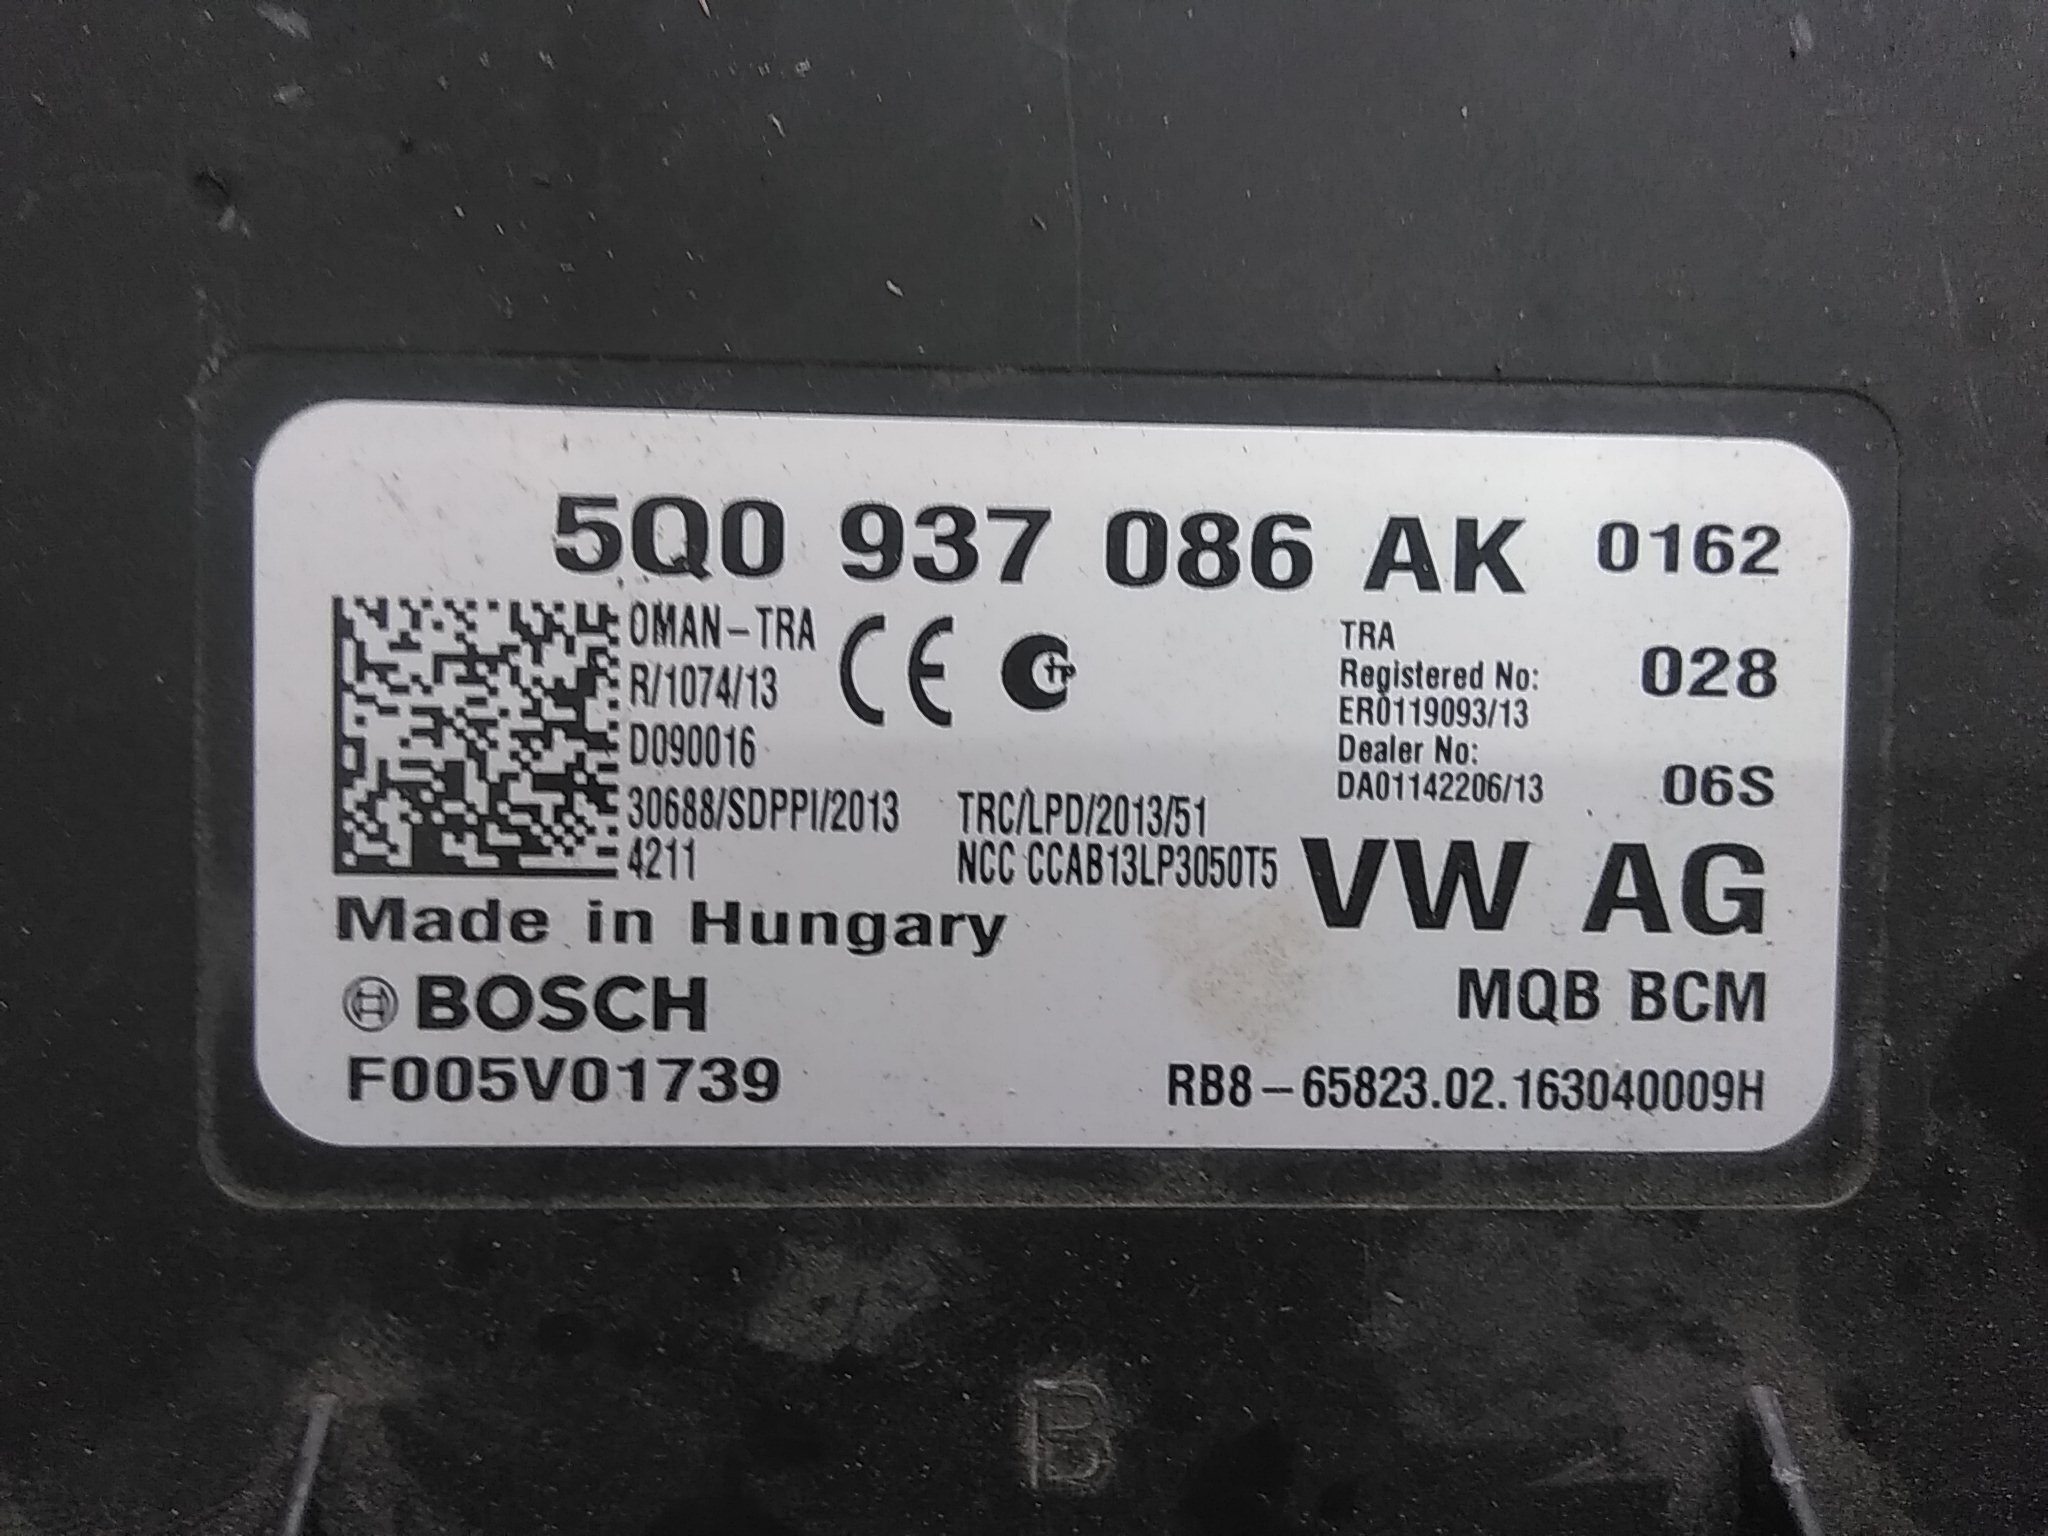 5Q0 937 086 AK 0162
OMAN-TRA
R/1074/13
D090016
30688/SDPPI/2013
4211
CE
TRC/LPD/2013/51
NCC CCAB13LP3050T5
TRA
Registered No:
ER0119093/13
Dealer No:
DA01142206/13
028
06S
VW AG
MQB BCM
Made in Hungary
BOSCH
F005V01739
RB8-65823.02.163040009H
B